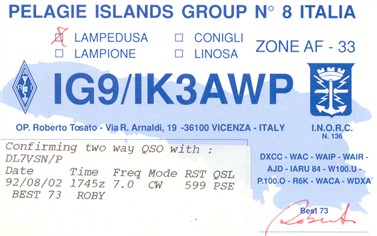 PELAGIE ISLANDS GROUP N° 8 ITALIA
☒ LAMPEDUSA ☐ CONIGLI
☐ LAMPIONE ☐ LINOSA
ZONE AF - 33
IG9/IK3AWP
OP. Roberto Tosato - Via R. Arnaldi, 19 -36100 VICENZA - ITALY
I.N.O.R.C.
N. 136
Confirming two way QSO with :
DL7VSN/P
Date Time Freq Mode RST QSL
92/08/02 1745z 7.0 CW 599 PSE
BEST 73 ROBY
DXCC - WAC - WAIP - WAIR -
AJD - IARU 84 - W100.U -
P.100.O - R6K - WACA - WDXA
Best 73
Robert